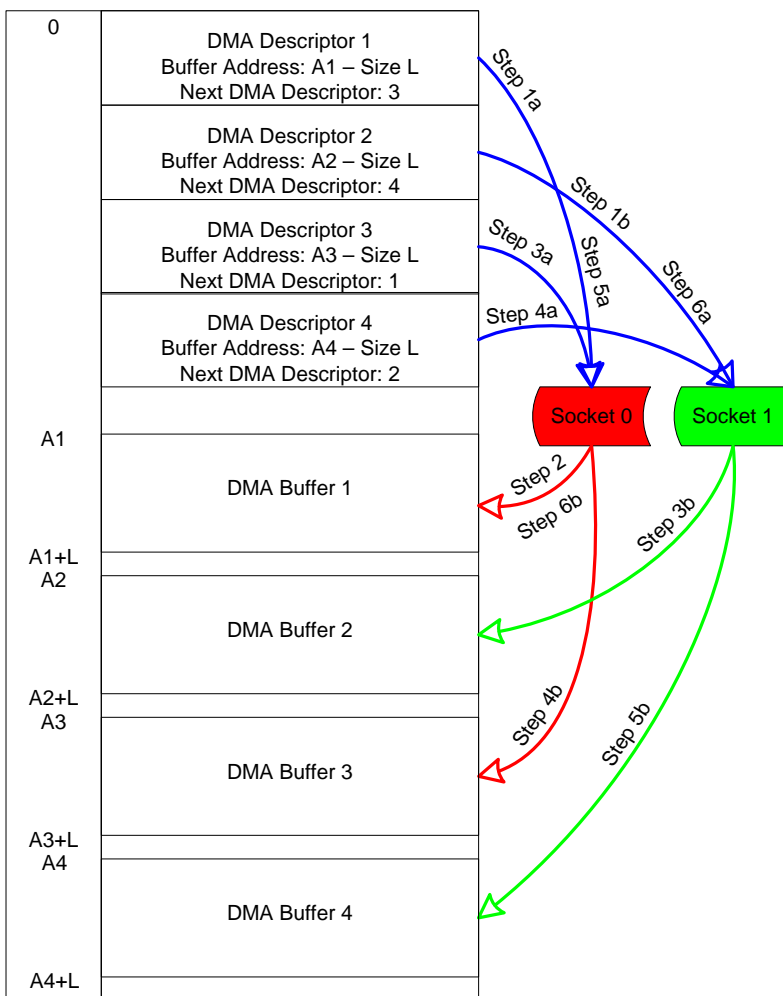 0
DMA Descriptor 1
Buffer Address: A1 – Size L
Next DMA Descriptor: 3
DMA Descriptor 2
Buffer Address: A2 – Size L
Next DMA Descriptor: 4
DMA Descriptor 3
Buffer Address: A3 – Size L
Next DMA Descriptor: 1
DMA Descriptor 4
Buffer Address: A4 – Size L
Next DMA Descriptor: 2
Step 1a
Step 1b
Step 3a
Step 5a
Step 6a
Step 4a
Socket 0
Socket 1
A1
DMA Buffer 1
Step 2
Step 6b
Step 3b
A1+L
A2
DMA Buffer 2
A2+L
A3
Step 4b
Step 5b
DMA Buffer 3
A3+L
A4
DMA Buffer 4
A4+L